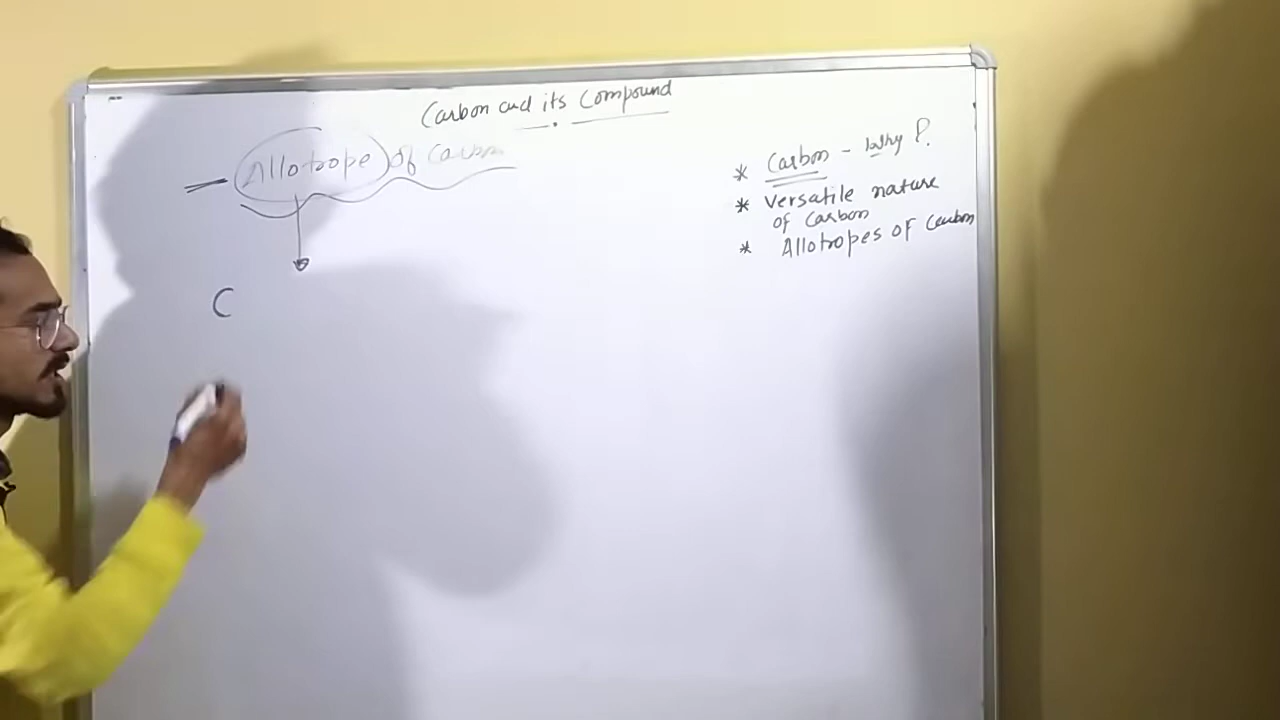 Carbon and its Compound
- Allotrope of Carbon
C
* Carbon - Why ?
* Versatile nature
of Carbon
* Allotropes of Carbon